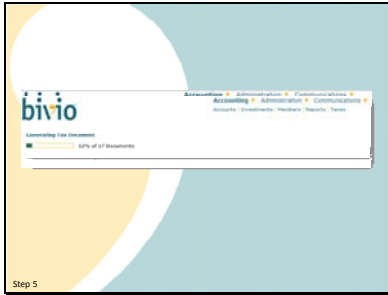 Accounting Administration Communications
bivio
Accounting Administration Communications
Accounts Investments Members Reports Taxes
Generating Tax Document
12% of 17 Documents
Step 5